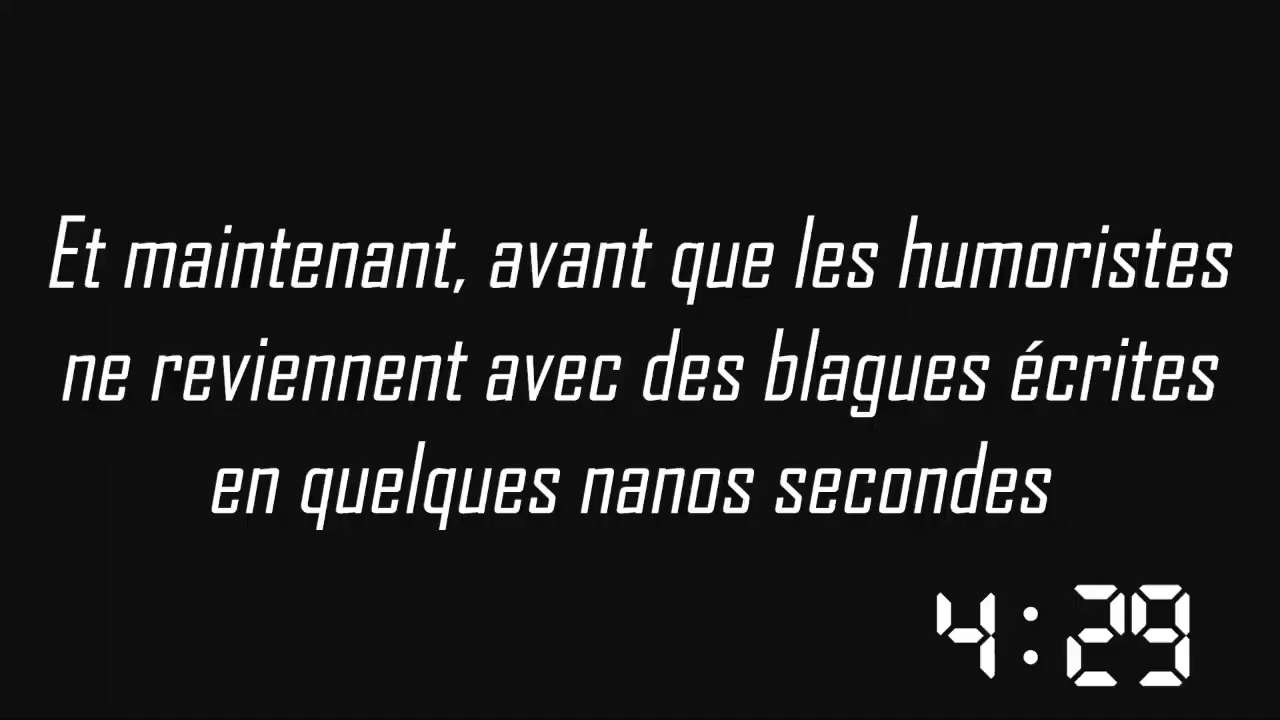 Et maintenant, avant que les humoristes
ne reviennent avec des blagues écrites
en quelques nanos secondes
4:29